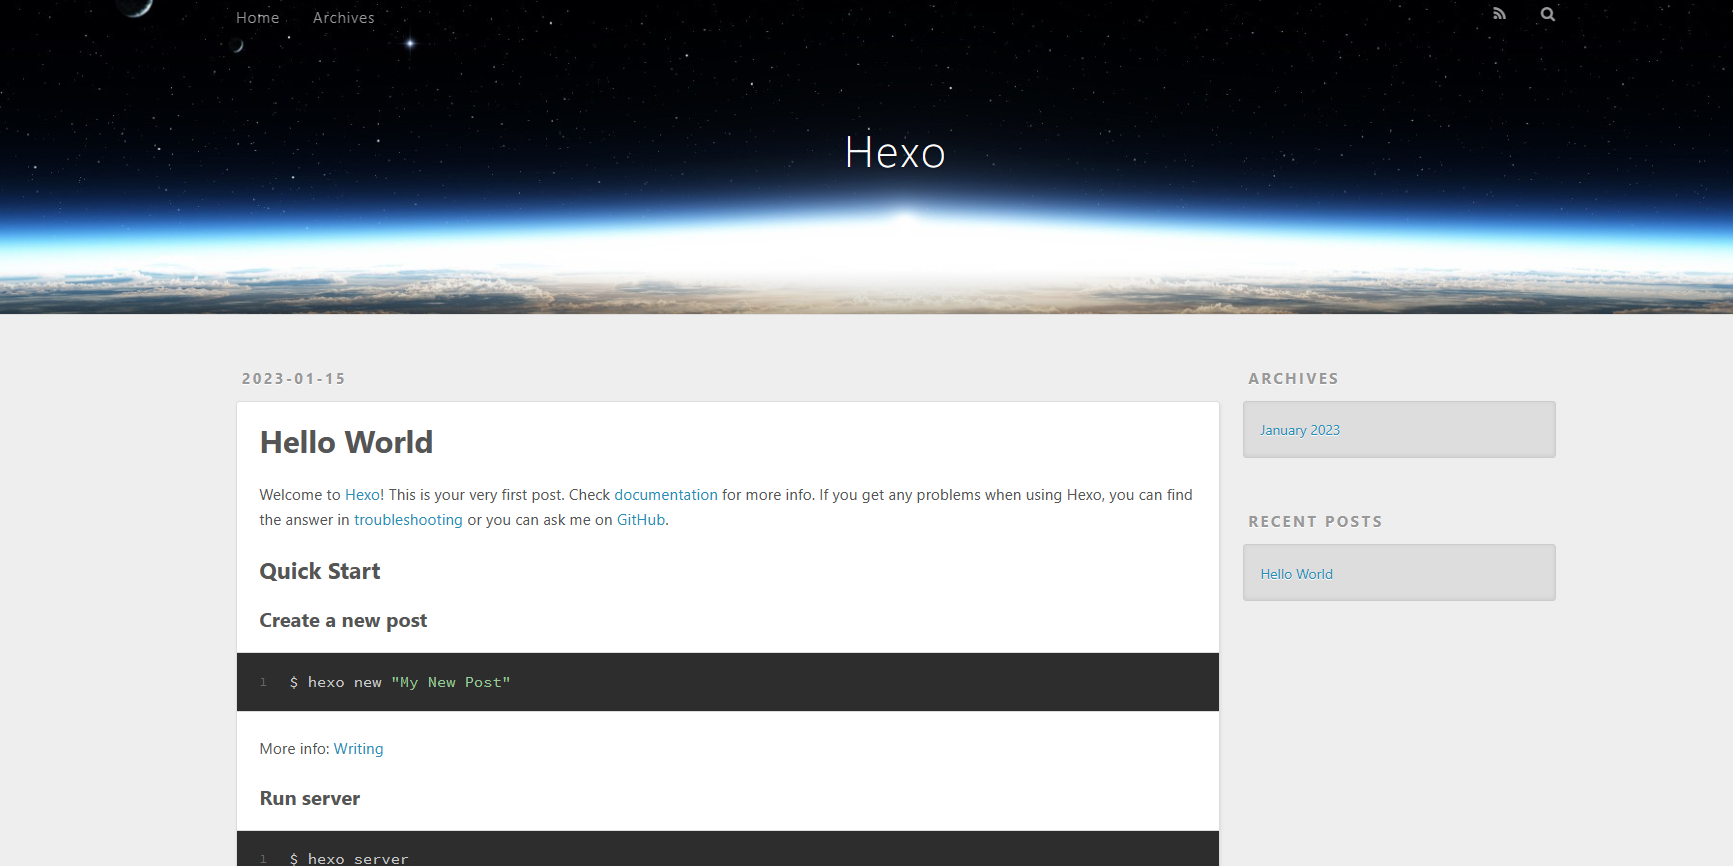 Home Archives
Hexo
2023-01-15
Hello World
Welcome to Hexo! This is your very first post. Check documentation for more info. If you get any problems when using Hexo, you can find
the answer in troubleshooting or you can ask me on GitHub.
Quick Start
Create a new post
1 $ hexo new "My New Post"
More info: Writing
Run server
1 $ hexo server
ARCHIVES
January 2023
RECENT POSTS
Hello World